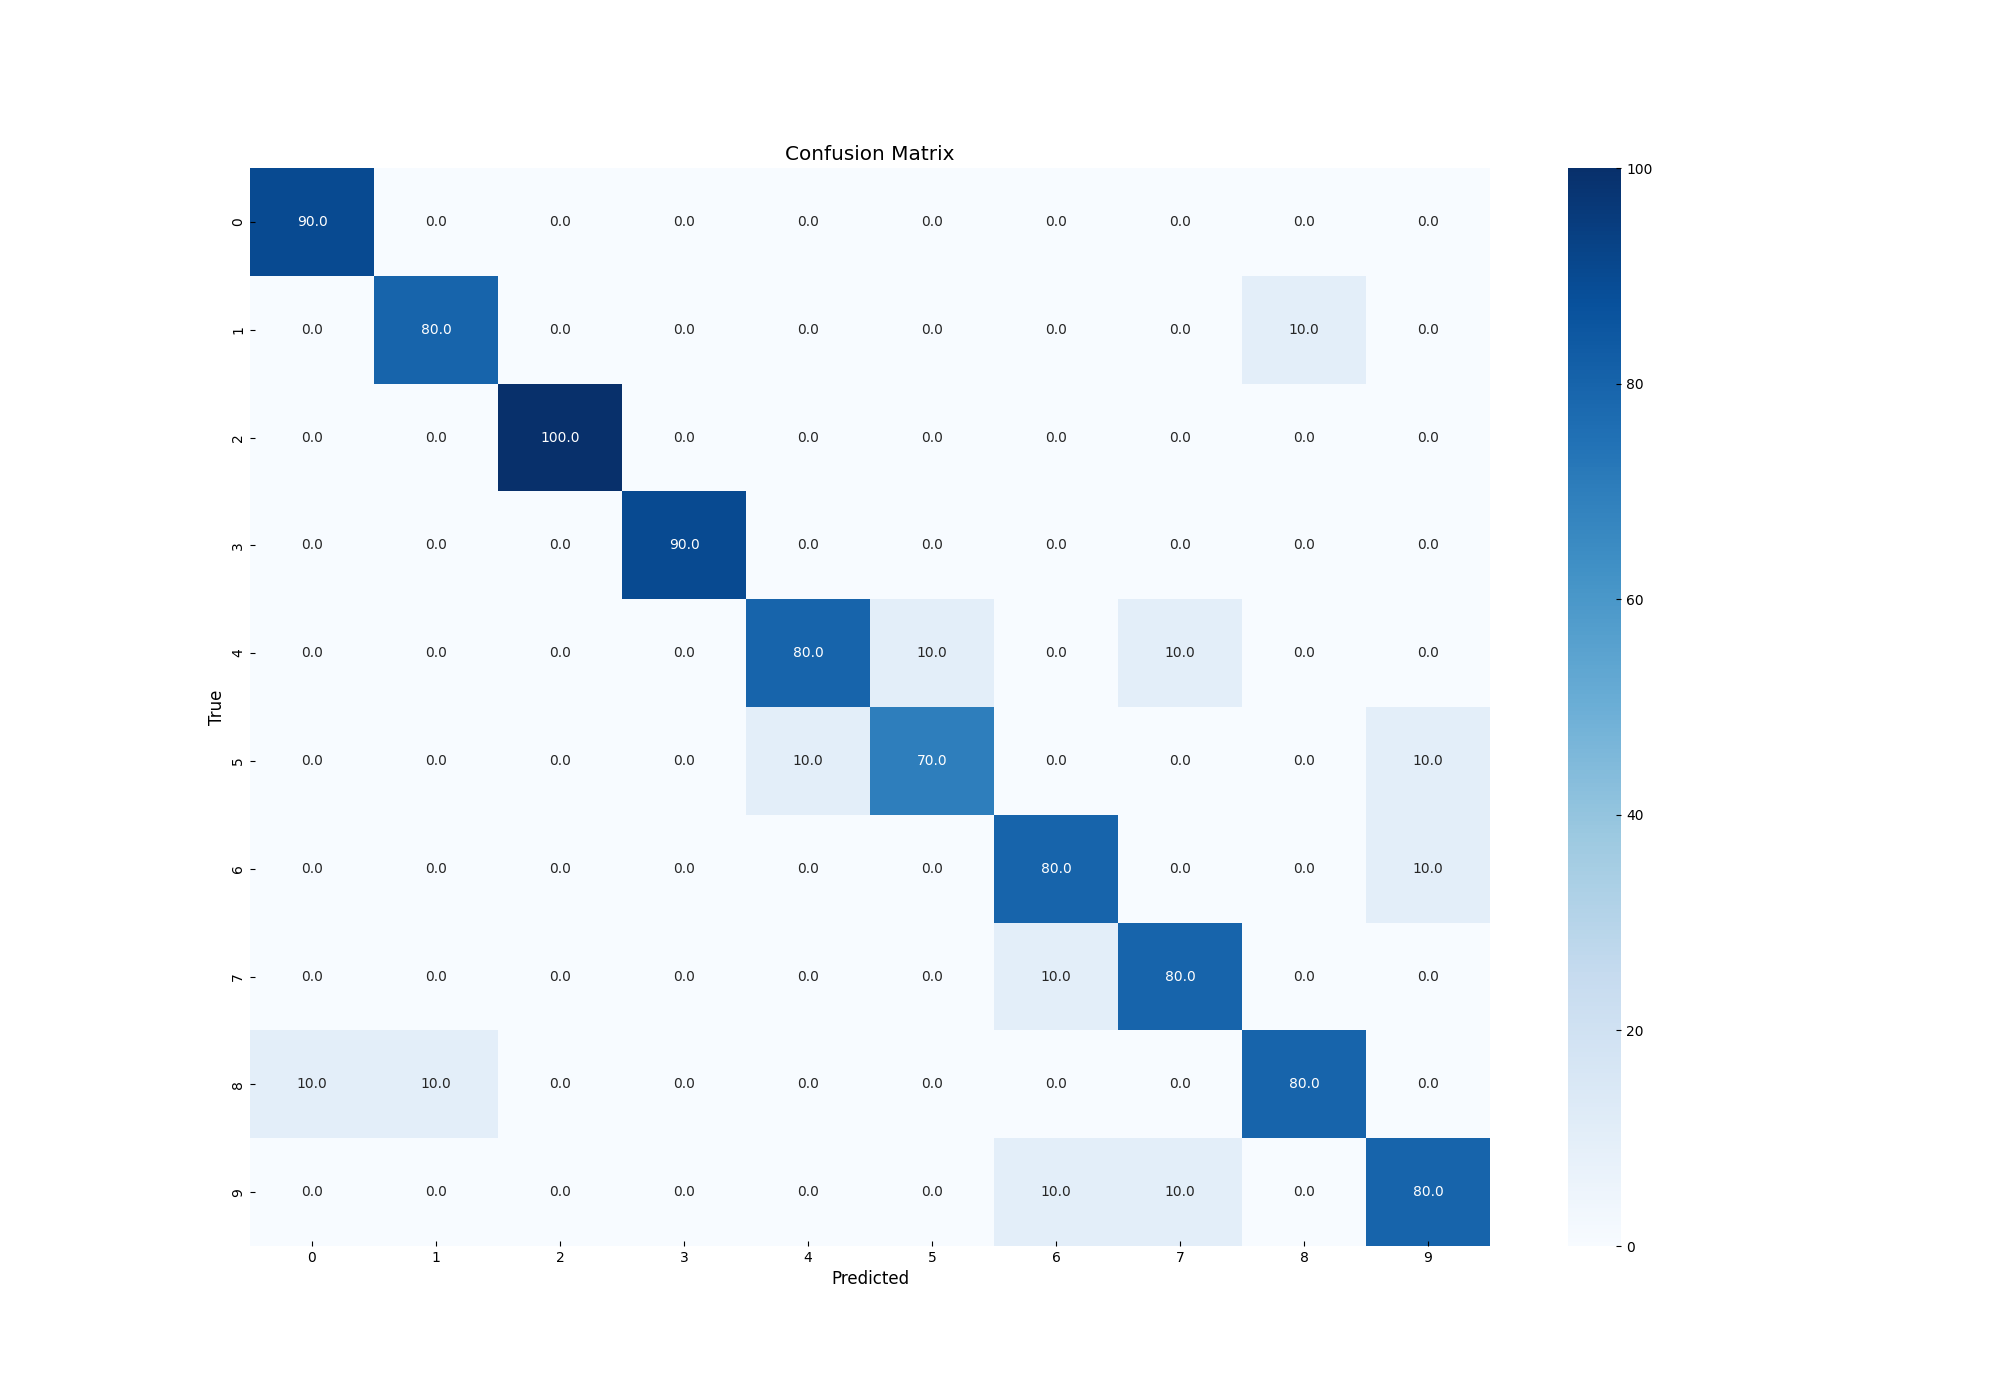 Confusion Matrix
0 90.0 0.0 0.0 0.0 0.0 0.0 0.0 0.0 0.0 0.0
1 0.0 80.0 0.0 0.0 0.0 0.0 0.0 0.0 10.0 0.0
2 0.0 0.0 100.0 0.0 0.0 0.0 0.0 0.0 0.0 0.0
3 0.0 0.0 0.0 90.0 0.0 0.0 0.0 0.0 0.0 0.0
4 0.0 0.0 0.0 0.0 80.0 10.0 0.0 10.0 0.0 0.0
True
5 0.0 0.0 0.0 0.0 10.0 70.0 0.0 0.0 0.0 10.0
6 0.0 0.0 0.0 0.0 0.0 0.0 80.0 0.0 0.0 10.0
7 0.0 0.0 0.0 0.0 0.0 0.0 10.0 80.0 0.0 0.0
8 10.0 10.0 0.0 0.0 0.0 0.0 0.0 0.0 80.0 0.0
9 0.0 0.0 0.0 0.0 0.0 0.0 10.0 10.0 0.0 80.0
0 1 2 3 4 5 6 7 8 9
Predicted
100
80
60
40
20
0